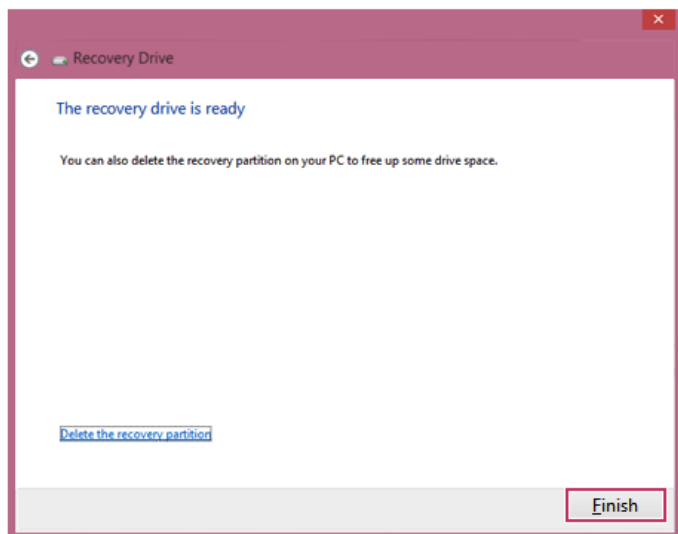 Recovery Drive
The recovery drive is ready
You can also delete the recovery partition on your PC to free up some drive space.
Delete the recovery partition
Finish